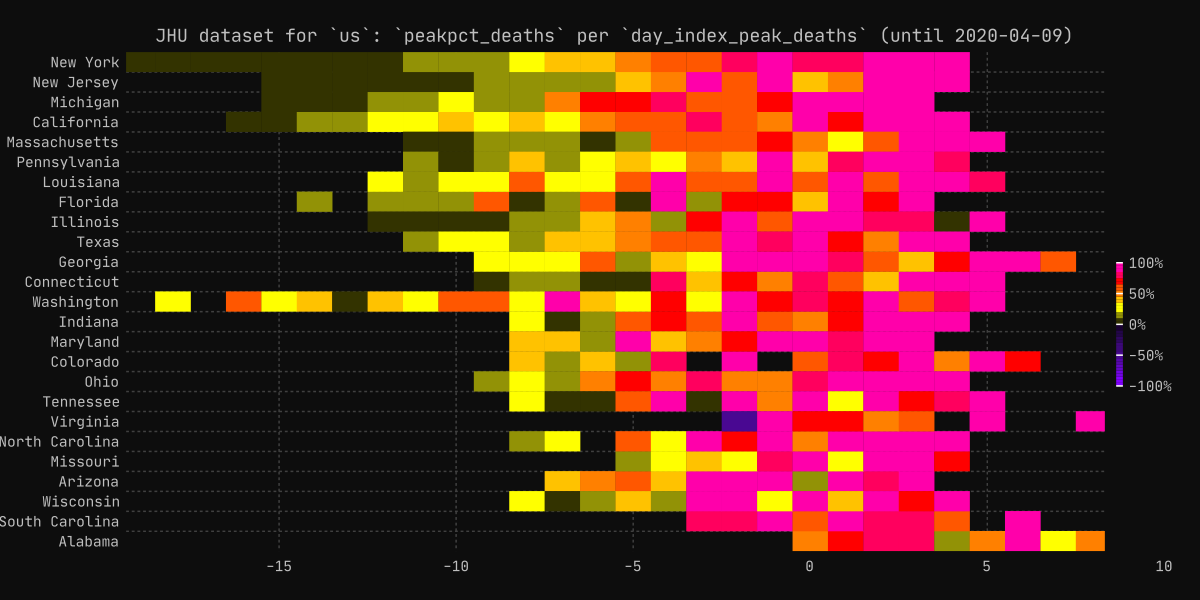 JHU dataset for `us`: `peakpct_deaths` per `day_index_peak_deaths` (until 2020-04-09)
New York
New Jersey
Michigan
California
Massachusetts
Pennsylvania
Louisiana
Florida
Illinois
Texas
Georgia
Connecticut
Washington
Indiana
Maryland
Colorado
Ohio
Tennessee
Virginia
North Carolina
Missouri
Arizona
Wisconsin
South Carolina
Alabama
100%
50%
0%
-50%
-100%
-15 -10 -5 0 5 10